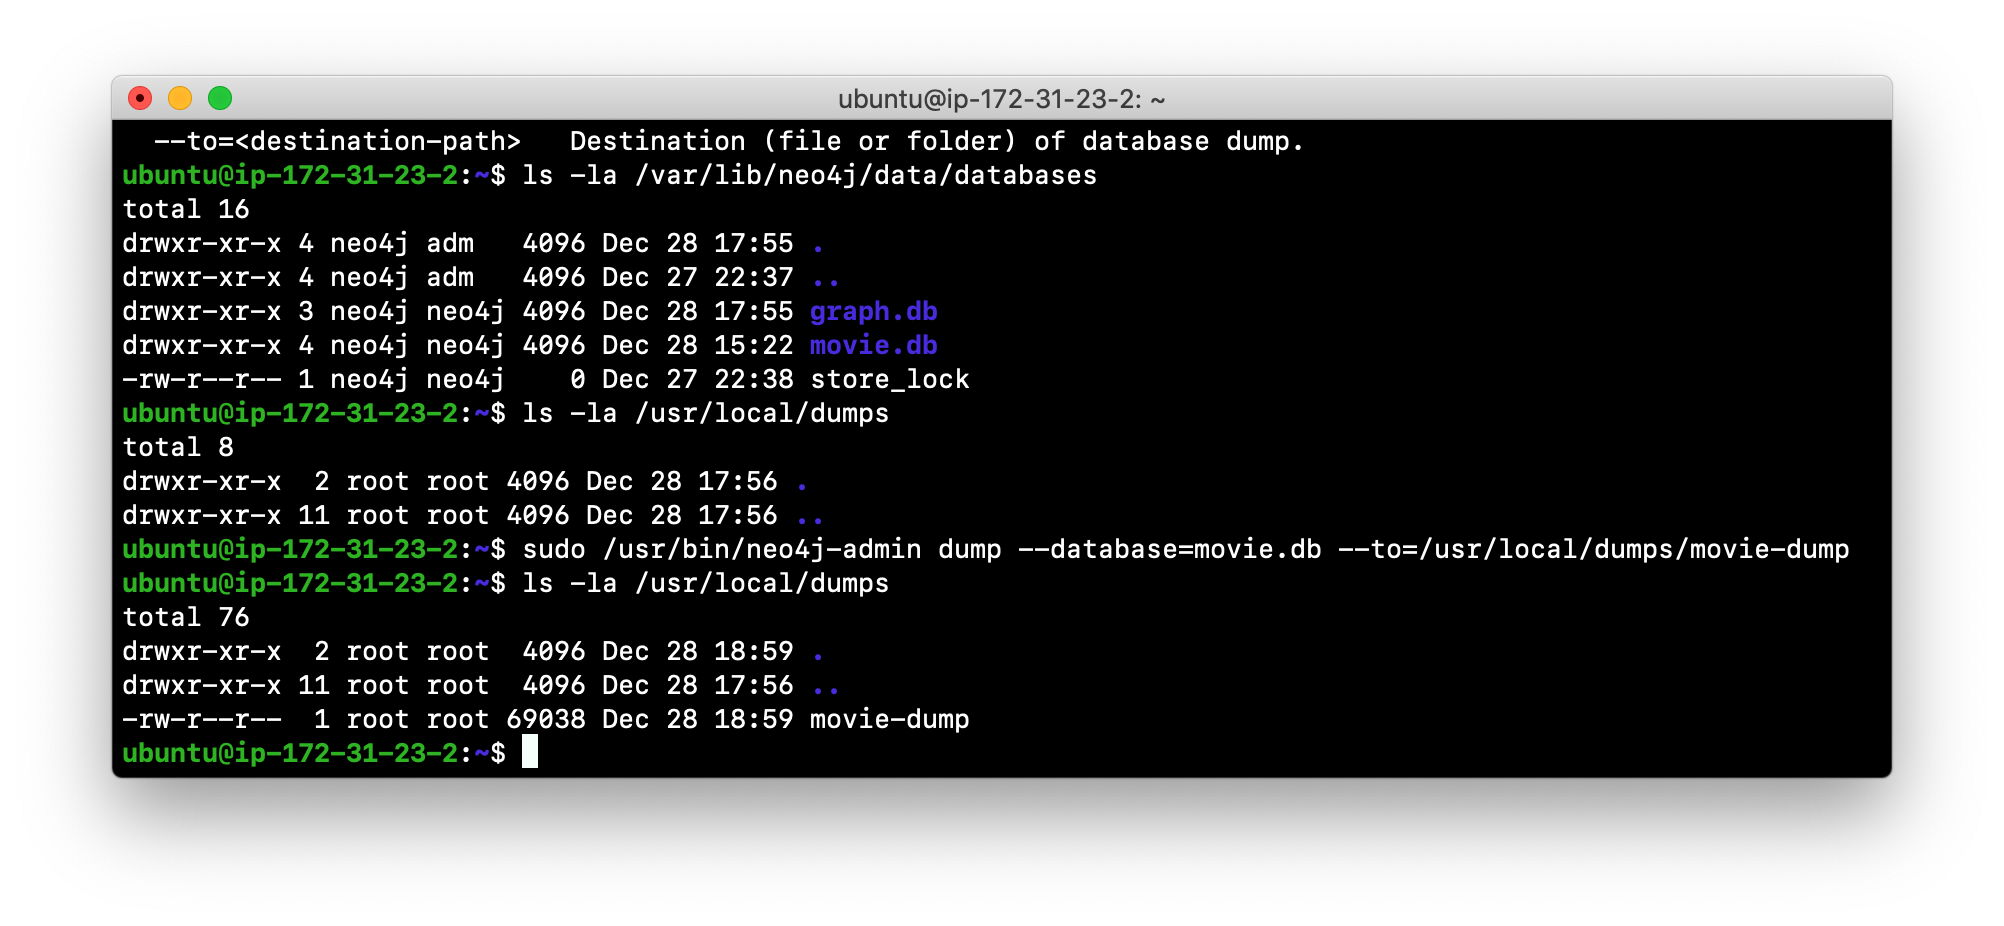 ubuntu@ip-172-31-23-2: ~
  --to=<destination-path>   Destination (file or folder) of database dump.
ubuntu@ip-172-31-23-2:~$ ls -la /var/lib/neo4j/data/databases
total 16
drwxr-xr-x 4 neo4j adm   4096 Dec 28 17:55 .
drwxr-xr-x 4 neo4j adm   4096 Dec 27 22:37 ..
drwxr-xr-x 3 neo4j neo4j 4096 Dec 28 17:55 graph.db
drwxr-xr-x 4 neo4j neo4j 4096 Dec 28 15:22 movie.db
-rw-r--r-- 1 neo4j neo4j    0 Dec 27 22:38 store_lock
ubuntu@ip-172-31-23-2:~$ ls -la /usr/local/dumps
total 8
drwxr-xr-x  2 root root 4096 Dec 28 17:56 .
drwxr-xr-x 11 root root 4096 Dec 28 17:56 ..
ubuntu@ip-172-31-23-2:~$ sudo /usr/bin/neo4j-admin dump --database=movie.db --to=/usr/local/dumps/movie-dump
ubuntu@ip-172-31-23-2:~$ ls -la /usr/local/dumps
total 76
drwxr-xr-x  2 root root  4096 Dec 28 18:59 .
drwxr-xr-x 11 root root  4096 Dec 28 17:56 ..
-rw-r--r--  1 root root 69038 Dec 28 18:59 movie-dump
ubuntu@ip-172-31-23-2:~$